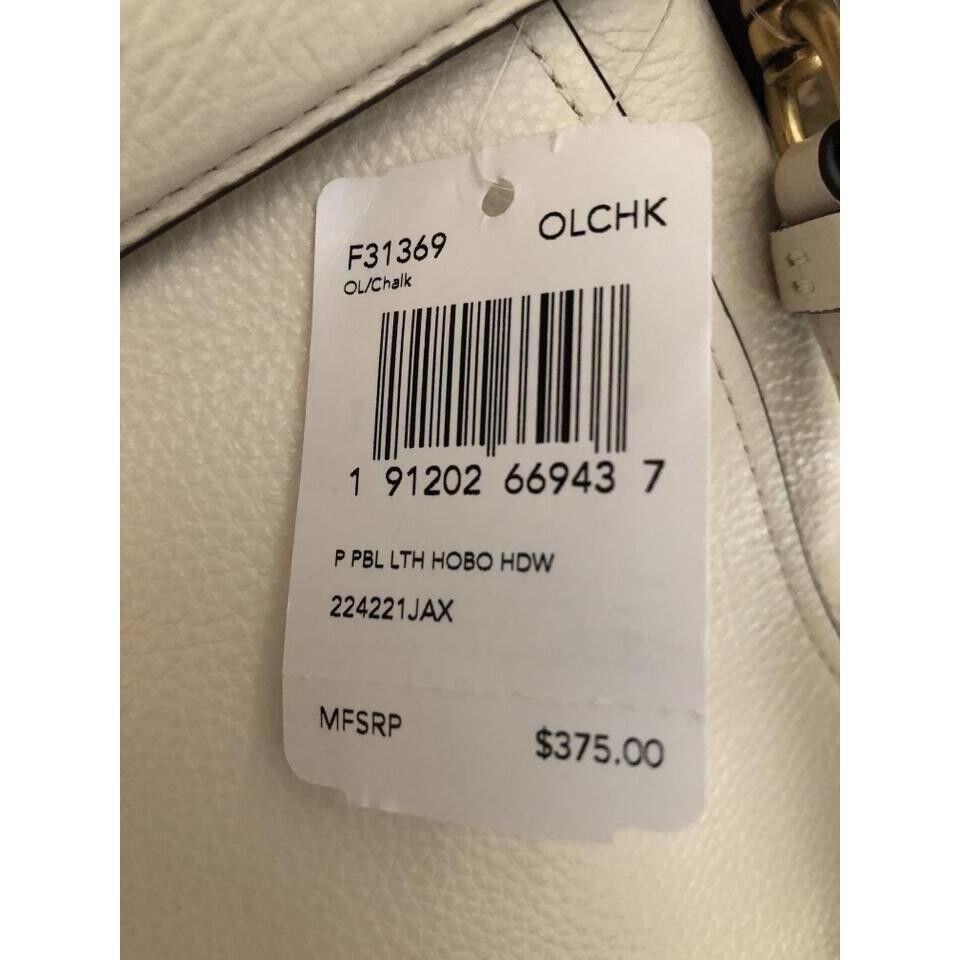 F31369 OLCHK
OL/Chalk
1 91202 66943 7
P PBL LTH HOBO HDW
224221JAX
MFSRP $375.00